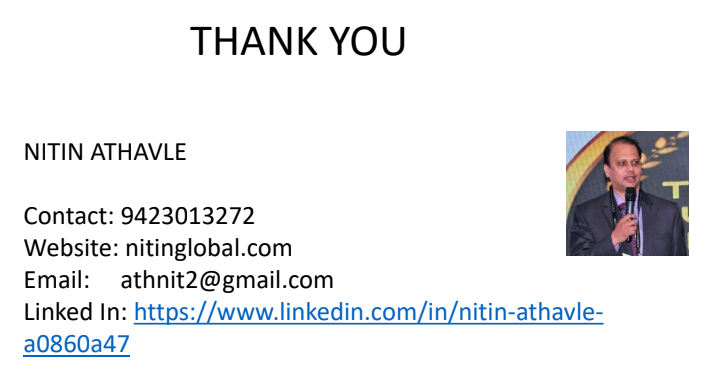 THANK YOU
NITIN ATHAVLE
Contact: 9423013272
Website: nitinglobal.com
Email: athnit2@gmail.com
Linked In: https://www.linkedin.com/in/nitin-athavle-
a0860a47